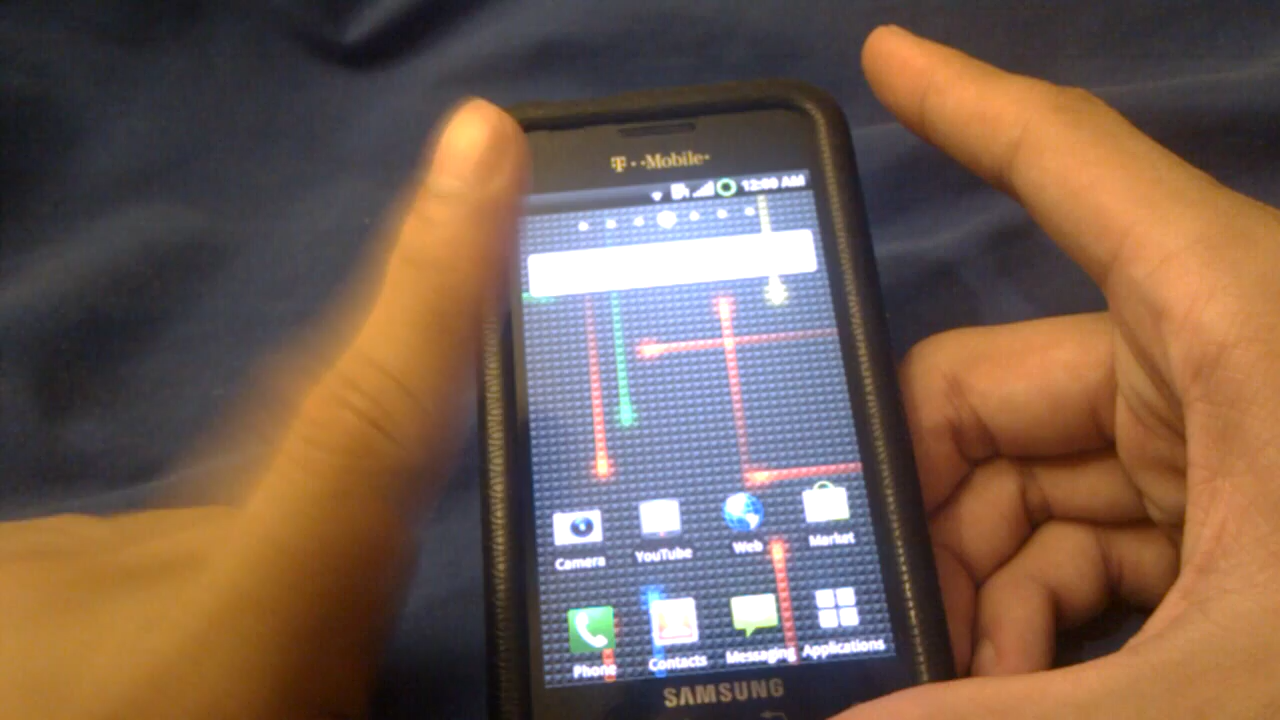 T··Mobile·
12:00 AM
Camera YouTube Web Market
Phone Contacts Messaging Applications
SAMSUNG